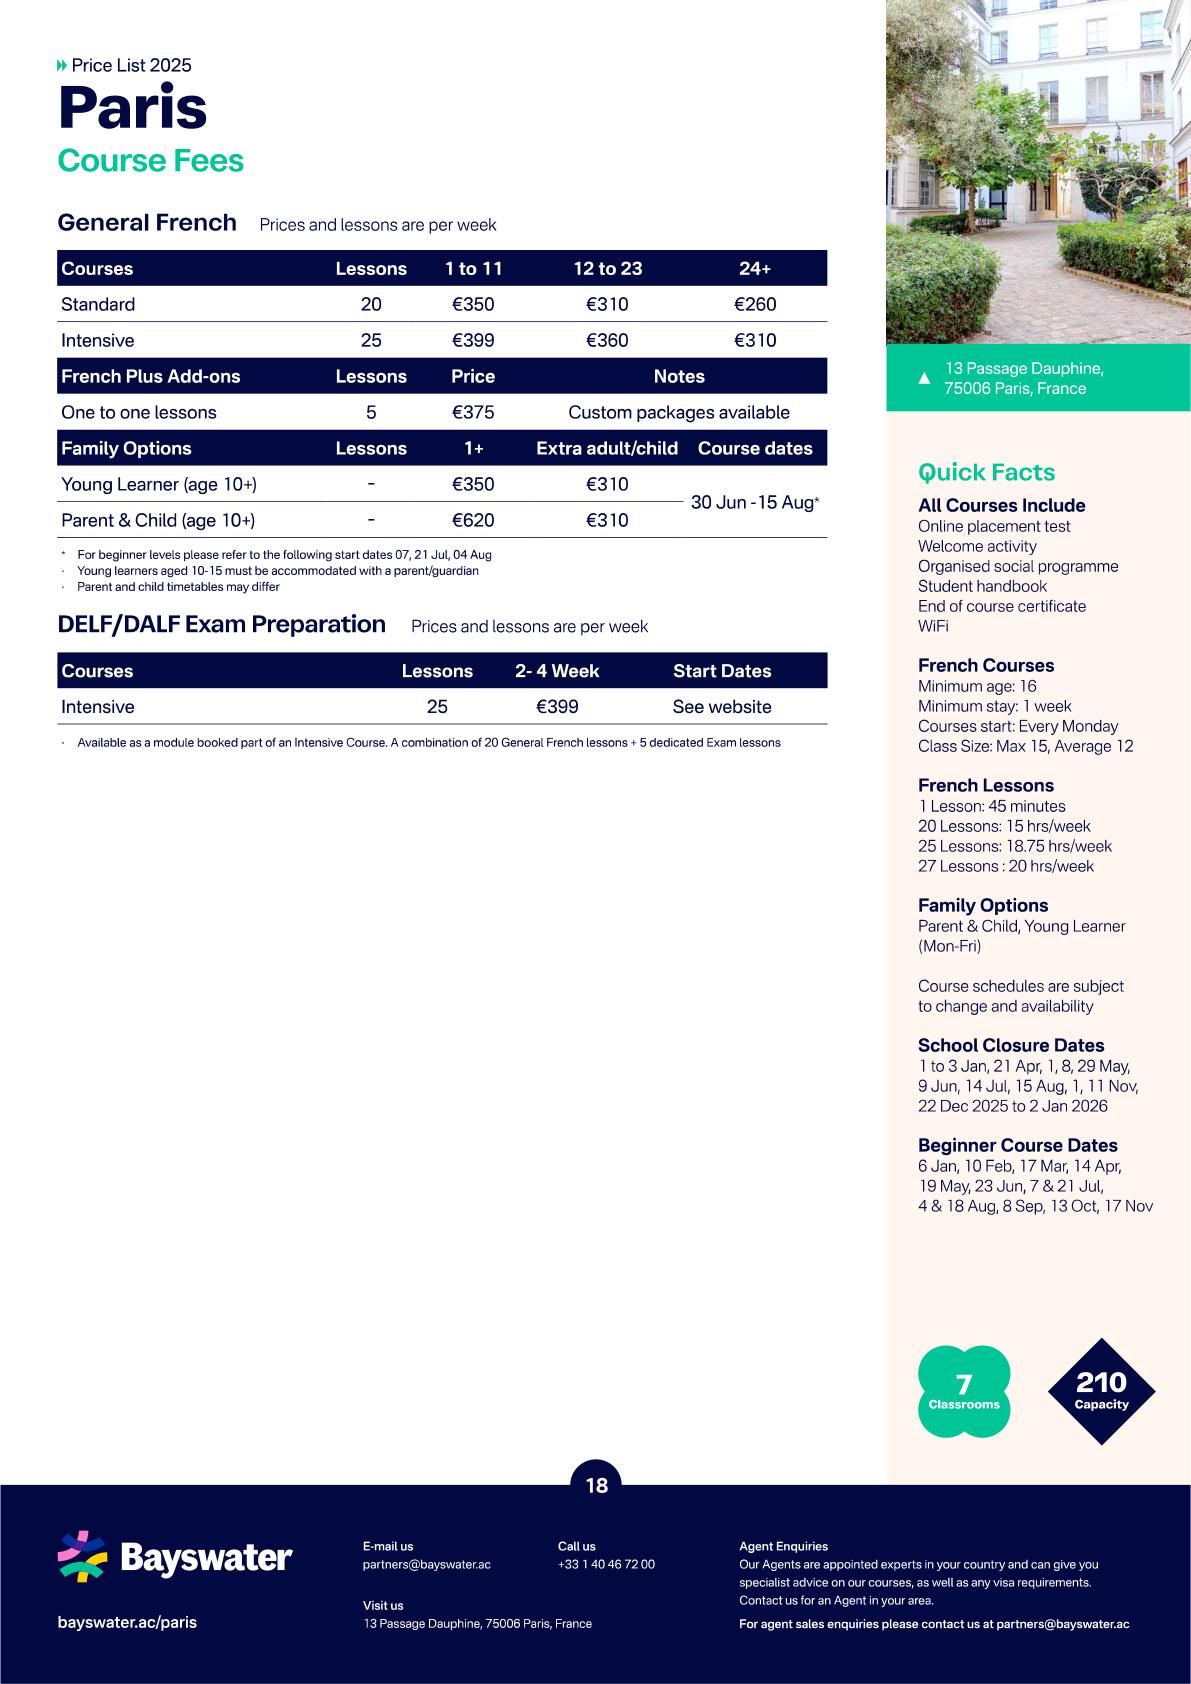 Price List 2025
Paris
Course Fees
General French Prices and lessons are per week
Courses Lessons 1 to 11 12 to 23 24+
Standard 20 €350 €310 €260
Intensive 25 €399 €360 €310
French Plus Add-ons Lessons Price Notes
One to one lessons 5 €375 Custom packages available
Family Options Lessons 1+ Extra adult/child Course dates
Young Learner (age 10+) - €350 €310
30 Jun -15 Aug*
Parent & Child (age 10+) - €620 €310
* For beginner levels please refer to the following start dates 07, 21 Jul, 04 Aug
· Young learners aged 10-15 must be accommodated with a parent/guardian
· Parent and child timetables may differ
DELF/DALF Exam Preparation Prices and lessons are per week
Courses Lessons 2- 4 Week Start Dates
Intensive 25 €399 See website
· Available as a module booked part of an Intensive Course. A combination of 20 General French lessons + 5 dedicated Exam lessons
13 Passage Dauphine,
75006 Paris, France
Quick Facts
All Courses Include
Online placement test
Welcome activity
Organised social programme
Student handbook
End of course certificate
WiFi
French Courses
Minimum age: 16
Minimum stay: 1 week
Courses start: Every Monday
Class Size: Max 15, Average 12
French Lessons
1 Lesson: 45 minutes
20 Lessons: 15 hrs/week
25 Lessons: 18.75 hrs/week
27 Lessons : 20 hrs/week
Family Options
Parent & Child, Young Learner
(Mon-Fri)
Course schedules are subject
to change and availability
School Closure Dates
1 to 3 Jan, 21 Apr, 1, 8, 29 May,
9 Jun, 14 Jul, 15 Aug, 1, 11 Nov,
22 Dec 2025 to 2 Jan 2026
Beginner Course Dates
6 Jan, 10 Feb, 17 Mar, 14 Apr,
19 May, 23 Jun, 7 & 21 Jul,
4 & 18 Aug, 8 Sep, 13 Oct, 17 Nov
7
Classrooms
210
Capacity
18
Bayswater
bayswater.ac/paris
E-mail us
partners@bayswater.ac
Call us
+33 1 40 46 72 00
Visit us
13 Passage Dauphine, 75006 Paris, France
Agent Enquiries
Our Agents are appointed experts in your country and can give you
specialist advice on our courses, as well as any visa requirements.
Contact us for an Agent in your area.
For agent sales enquiries please contact us at partners@bayswater.ac